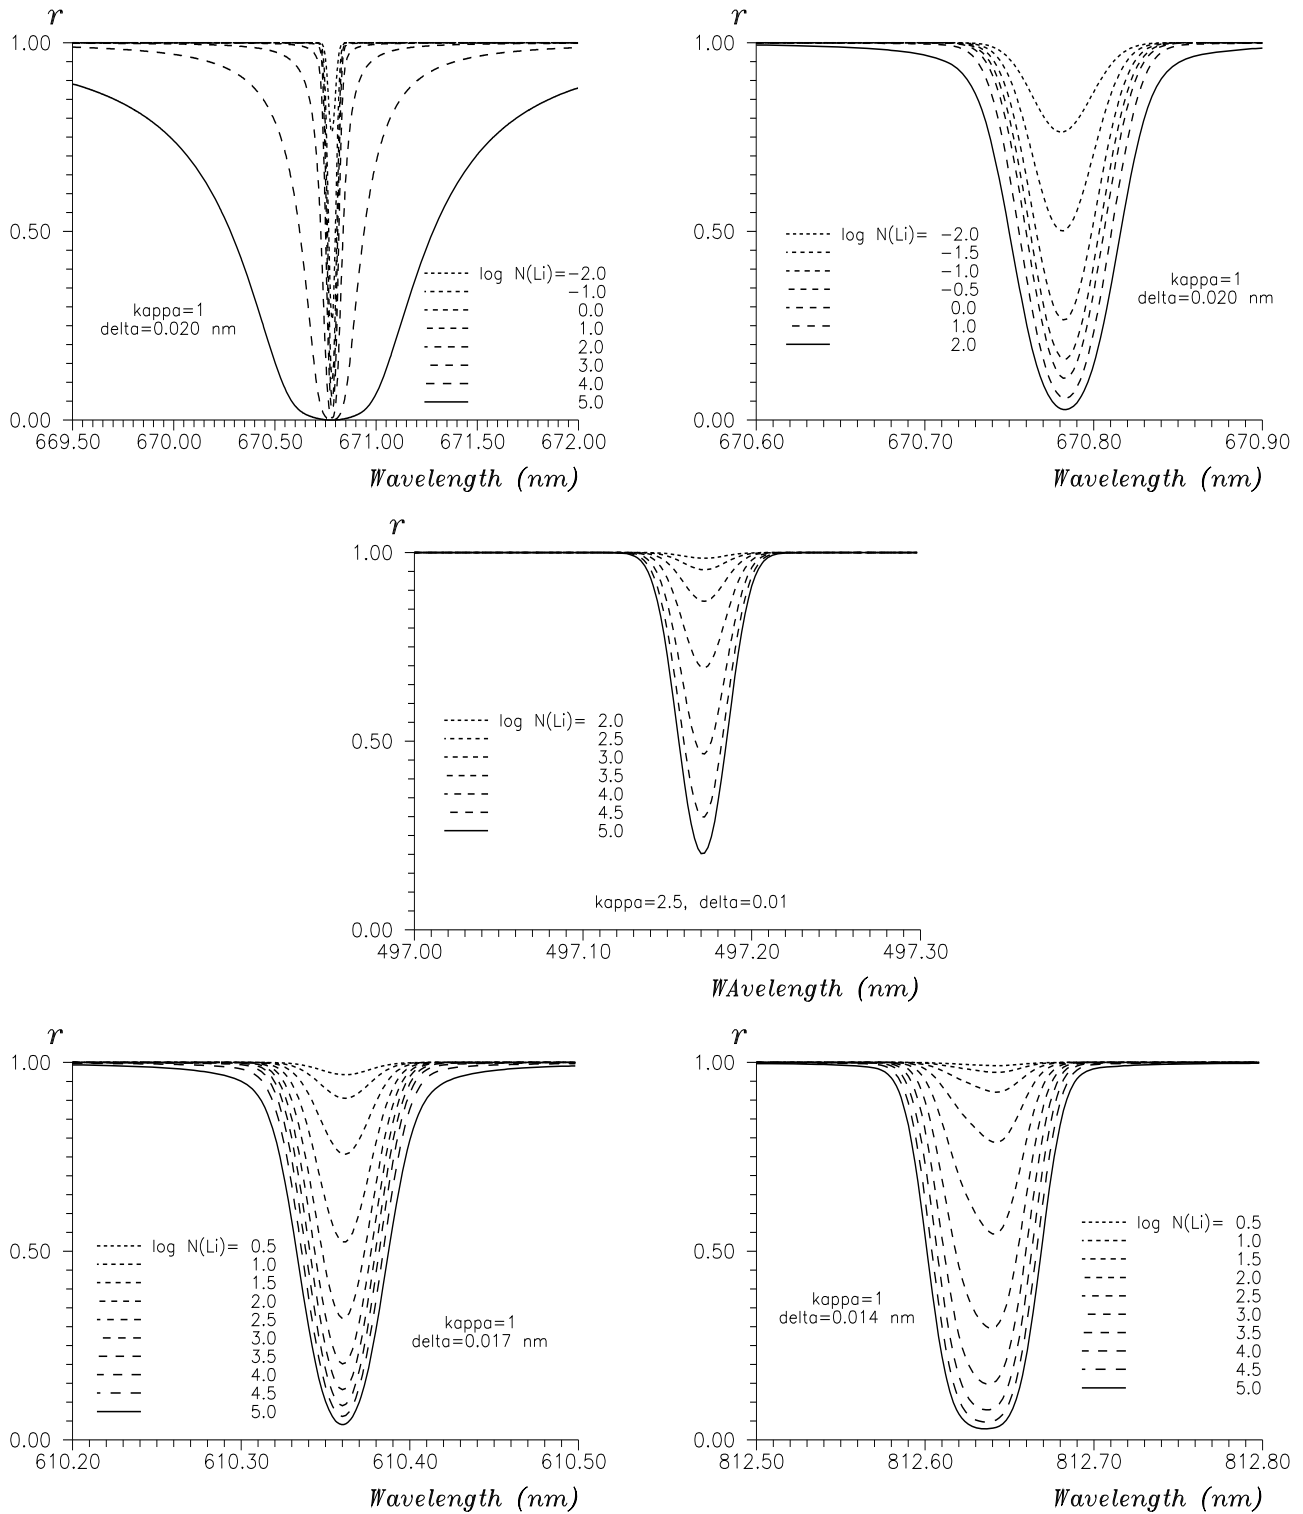 r
1.00
0.50
0.00
kappa=1
delta=0.020 nm
log N(Li)=-2.0
-1.0
0.0
1.0
2.0
3.0
4.0
5.0
669.50 670.00 670.50 671.00 671.50 672.00
Wavelength (nm)
r
1.00
0.50
0.00
log N(Li)= -2.0
-1.5
-1.0
-0.5
0.0
1.0
2.0
kappa=1
delta=0.020 nm
670.60 670.70 670.80 670.90
Wavelength (nm)
r
1.00
0.50
0.00
log N(Li)= 2.0
2.5
3.0
3.5
4.0
4.5
5.0
kappa=2.5, delta=0.01
497.00 497.10 497.20 497.30
WAvelength (nm)
r
1.00
0.50
0.00
log N(Li)= 0.5
1.0
1.5
2.0
2.5
3.0
3.5
4.0
4.5
5.0
kappa=1
delta=0.017 nm
610.20 610.30 610.40 610.50
Wavelength (nm)
r
1.00
0.50
0.00
kappa=1
delta=0.014 nm
log N(Li)= 0.5
1.0
1.5
2.0
2.5
3.0
3.5
4.0
4.5
5.0
812.50 812.60 812.70 812.80
Wavelength (nm)